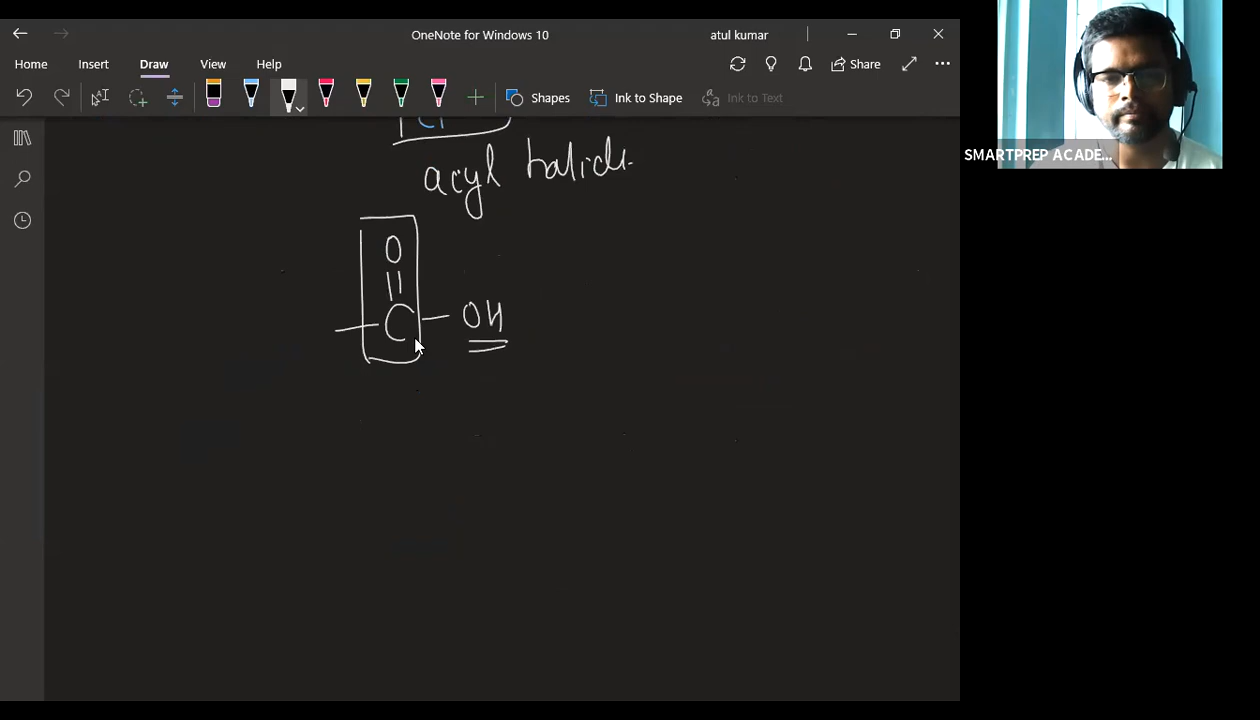 OneNote for Windows 10
atul kumar
Home Insert Draw View Help
Share
Shapes Ink to Shape Ink to Text
Cl
acyl halide
O
C OH
SMARTPREP ACADE...